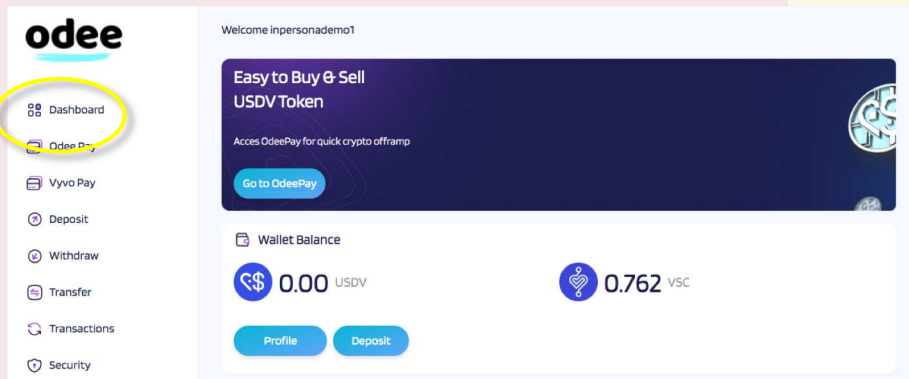 odee
Dashboard
Odee Pay
Vyvo Pay
Deposit
Withdraw
Transfer
Transactions
Security
Welcome inpersonademo1
Easy to Buy & Sell
USDV Token
Acces OdeePay for quick crypto offramp
Go to OdeePay
Wallet Balance
0.00 USDV
0.762 VSC
Profile
Deposit